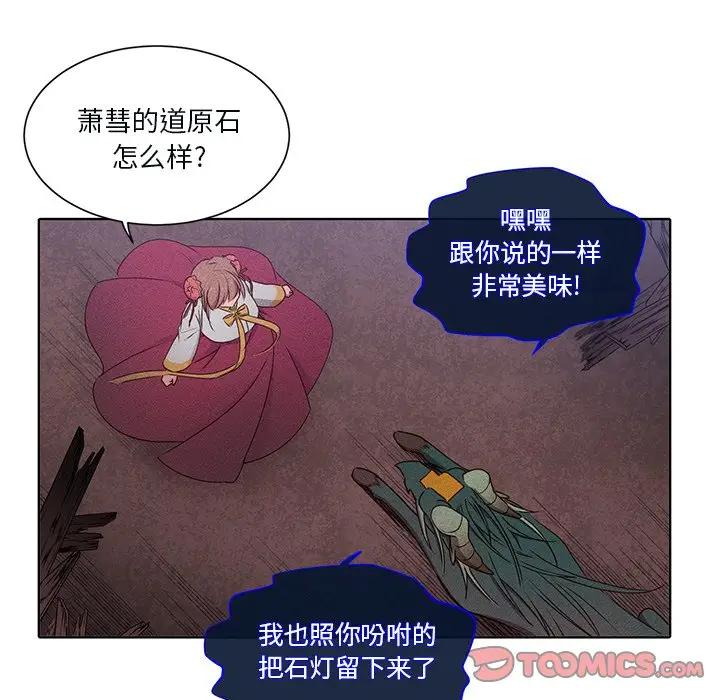 萧彗的道原石
怎么样?
嘿嘿
跟你说的一样
非常美味!
我也照你吩咐的
把石灯留下来了
TOOMICS.COM